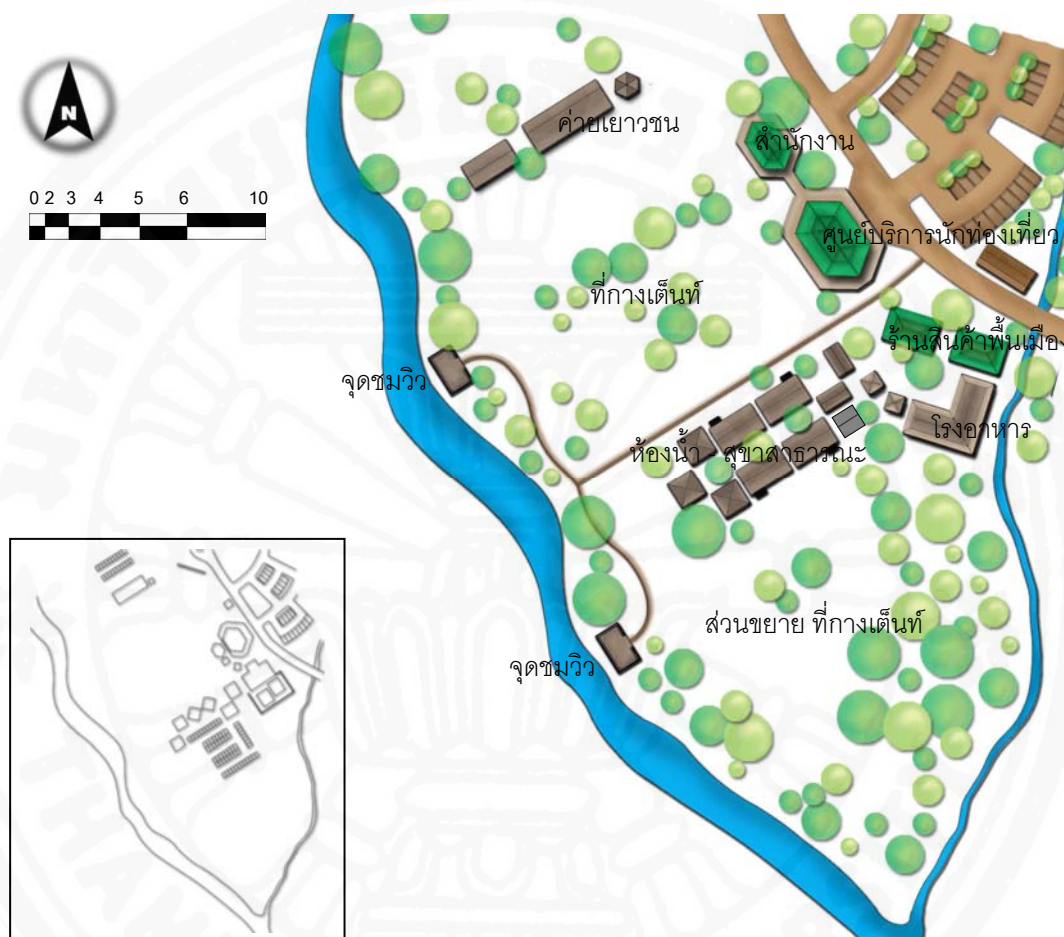 N
0 2 3 4 5 6 10
ค่ายเยาวชน
สำนักงาน
ศูนย์บริการนักท่องเที่ยว
ที่กางเต็นท์
ร้านสินค้าพื้นเมือง
จุดชมวิว
โรงอาหาร
ห้องน้ำ สุขาสาธารณะ
ส่วนขยาย ที่กางเต็นท์
จุดชมวิว